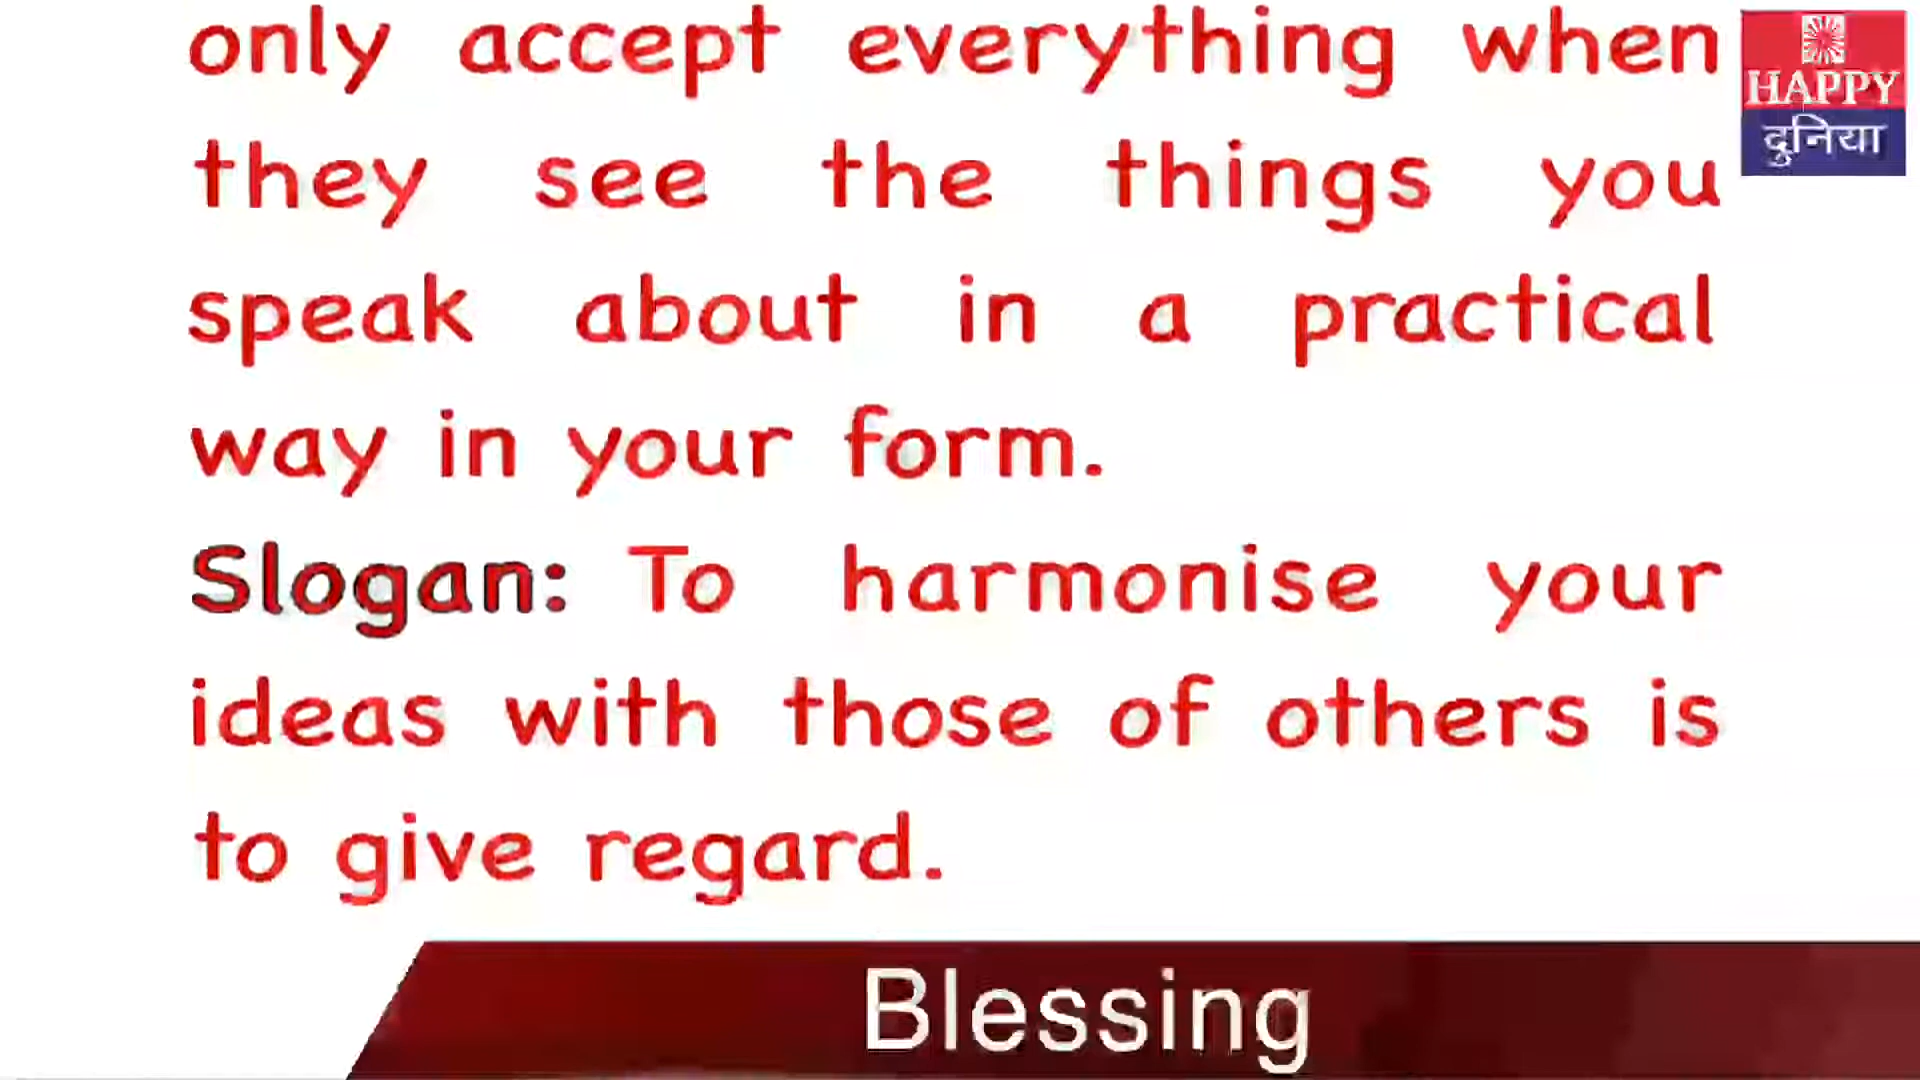 only accept everything when
they see the things you
speak about in a practical
way in your form.
Slogan: To harmonise your
ideas with those of others is
to give regard.
HAPPY
दुनिया
Blessing